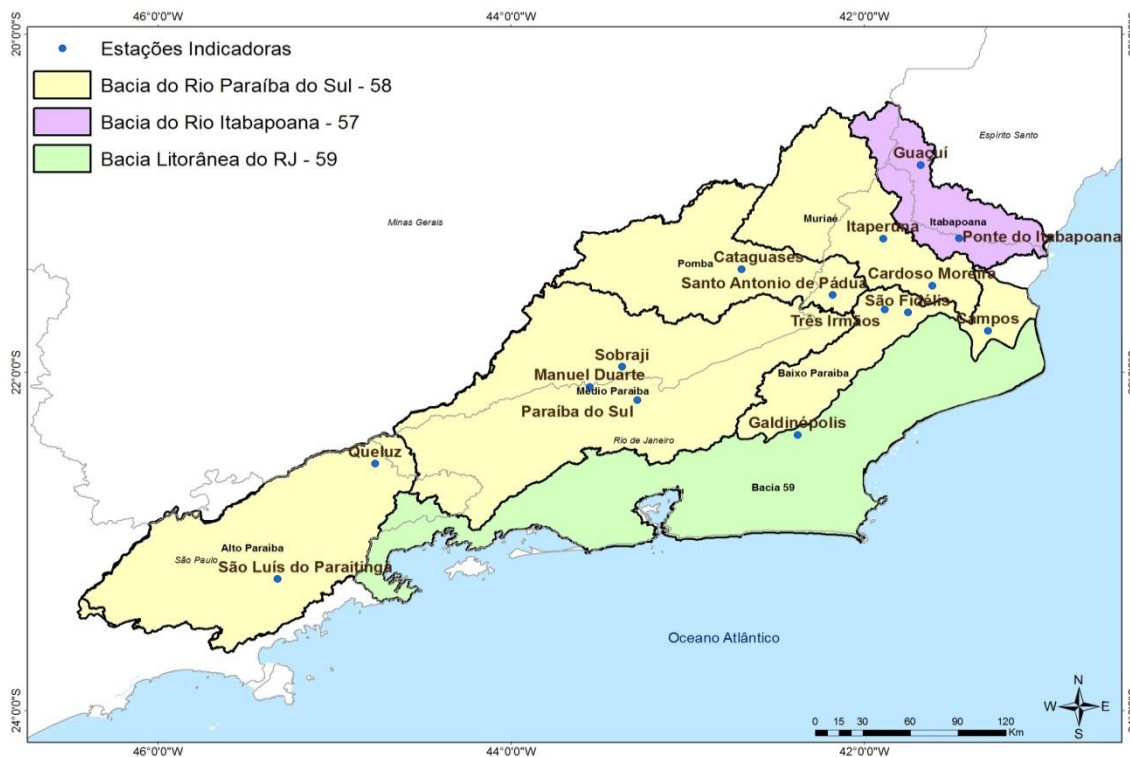 46°0'0"W
44°0'0"W
42°0'0"W
20°0'0"S
Estações Indicadoras
Bacia do Rio Paraíba do Sul - 58
Bacia do Rio Itabapoana - 57
Bacia Litorânea do RJ - 59
Espírito Santo
Guaçuí
Minas Gerais
Muriaé
Itabapoana
Itaperuna
Ponte do Itabapoana
Cataguases
Pomba
Cardoso Moreira
Santo Antonio de Pádua
São Fidélis
Três Irmãos
Campos
Sobraji
22°0'0"S
Manuel Duarte
Baixo Paraiba
Médio Paraiba
Paraíba do Sul
Galdinópolis
Rio de Janeiro
Queluz
Bacia 59
Alto Paraiba
São Paulo
São Luís do Paraitinga
Oceano Atlântico
N
W E
S
24°0'0"S
0 15 30 60 90 120
Km
46°0'0"W
44°0'0"W
42°0'0"W